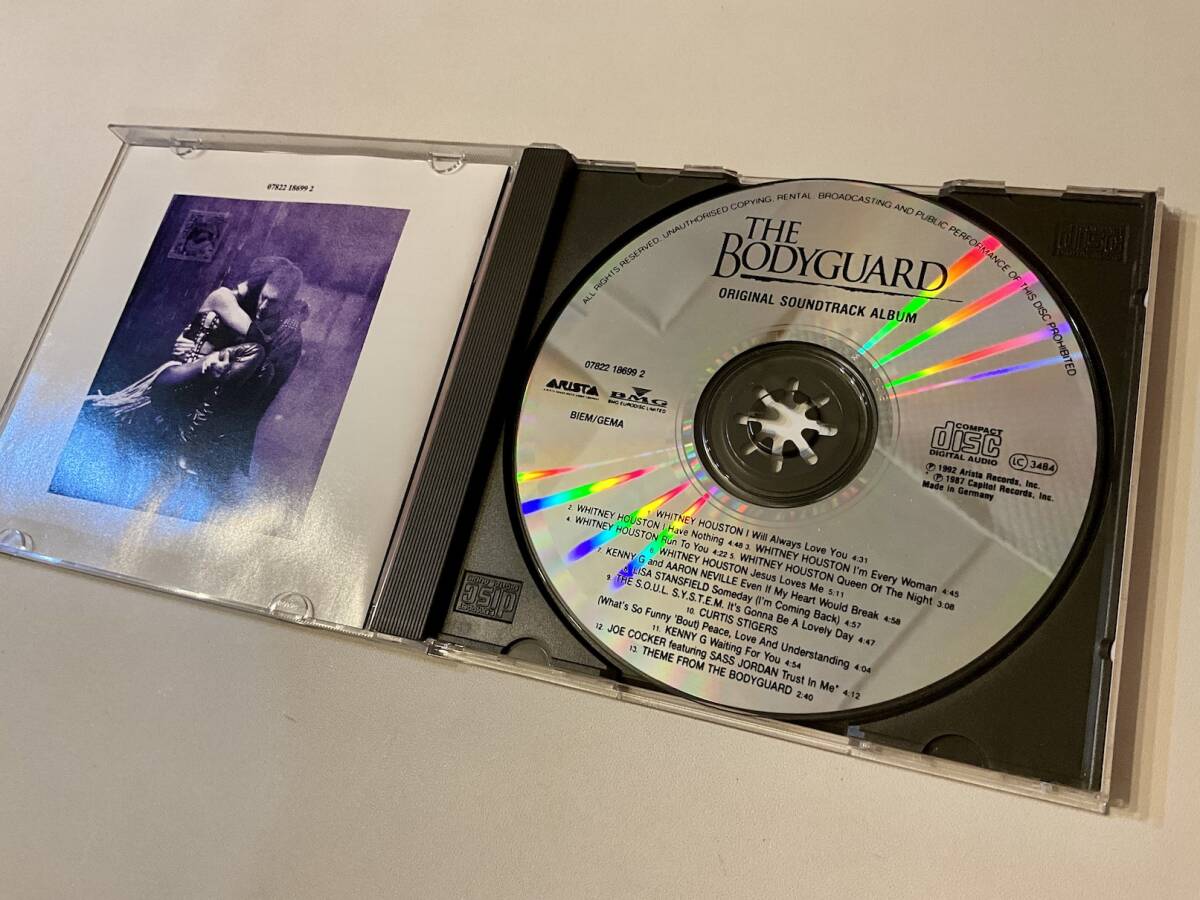 07822 18699 2
ALL RIGHTS RESERVED. UNAUTHORISED COPYING, RENTAL, BROADCASTING AND PUBLIC PERFORMANCE OF THIS DISC PROHIBITED
THE
BODYGUARD
ORIGINAL SOUNDTRACK ALBUM
07822 18699 2
ARISTA
BMG
BMG EURODISC LIMITED
BIEM/GEMA
COMPACT
disc
DIGITAL AUDIO
LC 3484
℗ 1992 Arista Records, Inc.
* ℗ 1987 Capitol Records, Inc.
Made in Germany
1. WHITNEY HOUSTON I Will Always Love You 4:31
2. WHITNEY HOUSTON I Have Nothing 4:48 3. WHITNEY HOUSTON I'm Every Woman 4:45
4. WHITNEY HOUSTON Run To You 4:22 5. WHITNEY HOUSTON Queen Of The Night 3:08
6. WHITNEY HOUSTON Jesus Loves Me 5:11
7. KENNY G and AARON NEVILLE Even If My Heart Would Break 4:58
8. LISA STANSFIELD Someday (I'm Coming Back) 4:57
9. THE S.O.U.L. S.Y.S.T.E.M. It's Gonna Be A Lovely Day 4:47
10. CURTIS STIGERS
(What's So Funny 'Bout) Peace, Love And Understanding 4:04
11. KENNY G Waiting For You 4:54
12. JOE COCKER featuring SASS JORDAN Trust In Me* 4:12
13. THEME FROM THE BODYGUARD 2:40
COMPACT
disc
disc